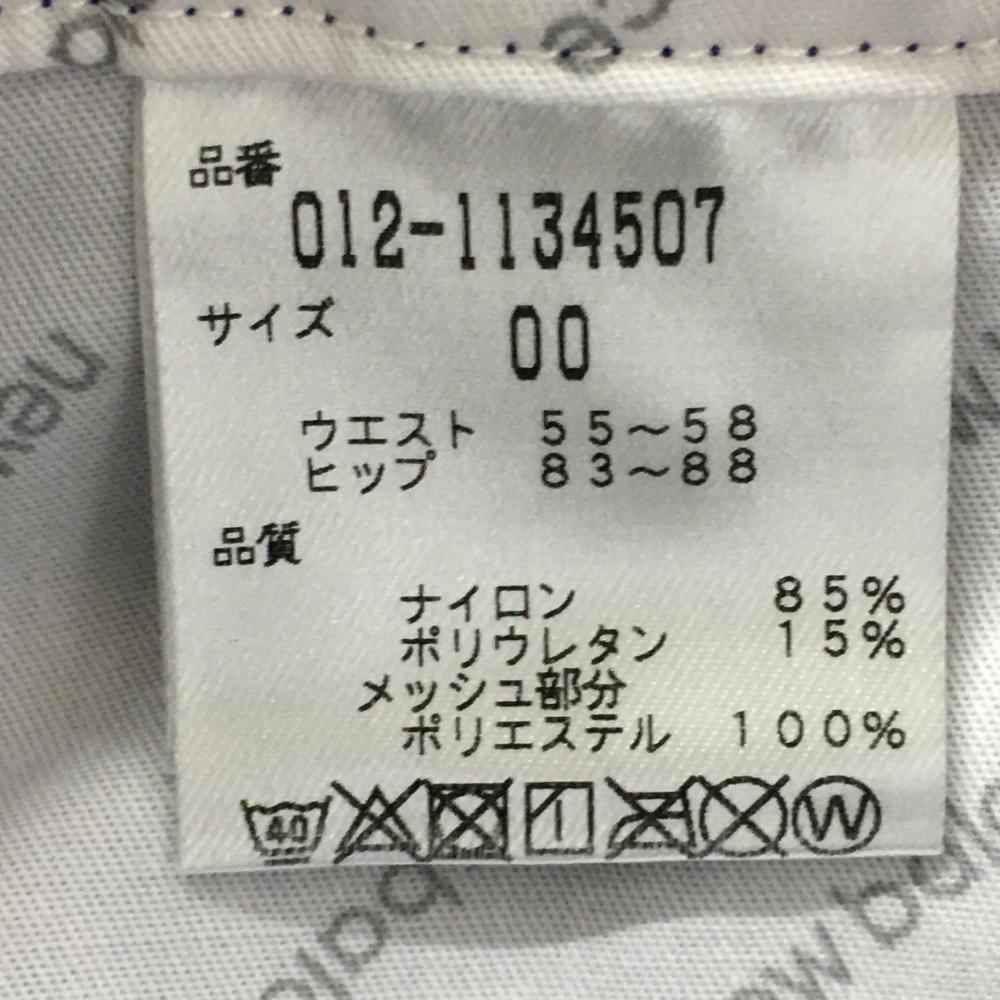 品番
012-1134507
サイズ 00
ウエスト 55～58
ヒップ 83～88
品質
ナイロン 85%
ポリウレタン 15%
メッシュ部分
ポリエステル 100%
40 W